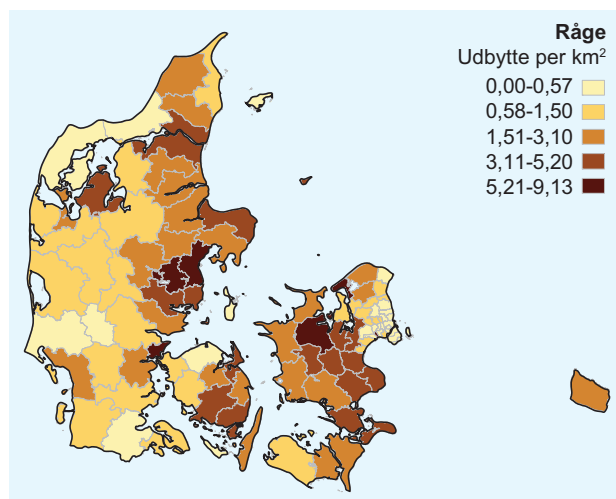 Råge
Udbytte per km²
0,00-0,57
0,58-1,50
1,51-3,10
3,11-5,20
5,21-9,13